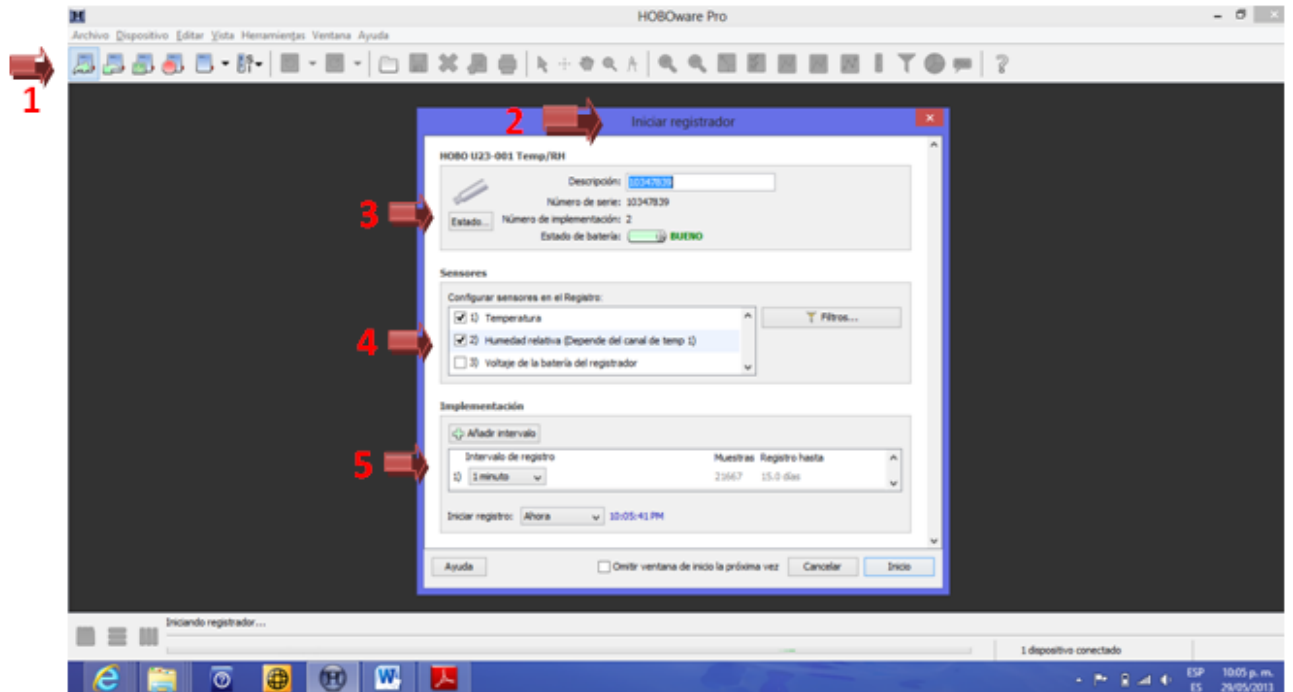 HOBOware Pro
Archivo Dispositivo Editar Vista Herramientas Ventana Ayuda
1
2
Iniciar registrador
HOBO U23-001 Temp/RH
Descripción: 10347839
Número de serie: 10347839
3
Estado...
Número de implementación: 2
Estado de batería: BUENO
Sensores
Configurar sensores en el Registro:
1) Temperatura
Filtros...
4
2) Humedad relativa (Depende del canal de temp 1)
3) Voltaje de la batería del registrador
Implementación
Añadir intervalo
5
Intervalo de registro Muestras Registro hasta
1) 1 minuto 21667 15.0 días
Iniciar registro: Ahora 10:05:41 PM
Ayuda Omitir ventana de inicio la próxima vez Cancelar Inicio
Iniciando registrador...
1 dispositivo conectado
ESP 10:05 p. m.
ES 29/05/2013